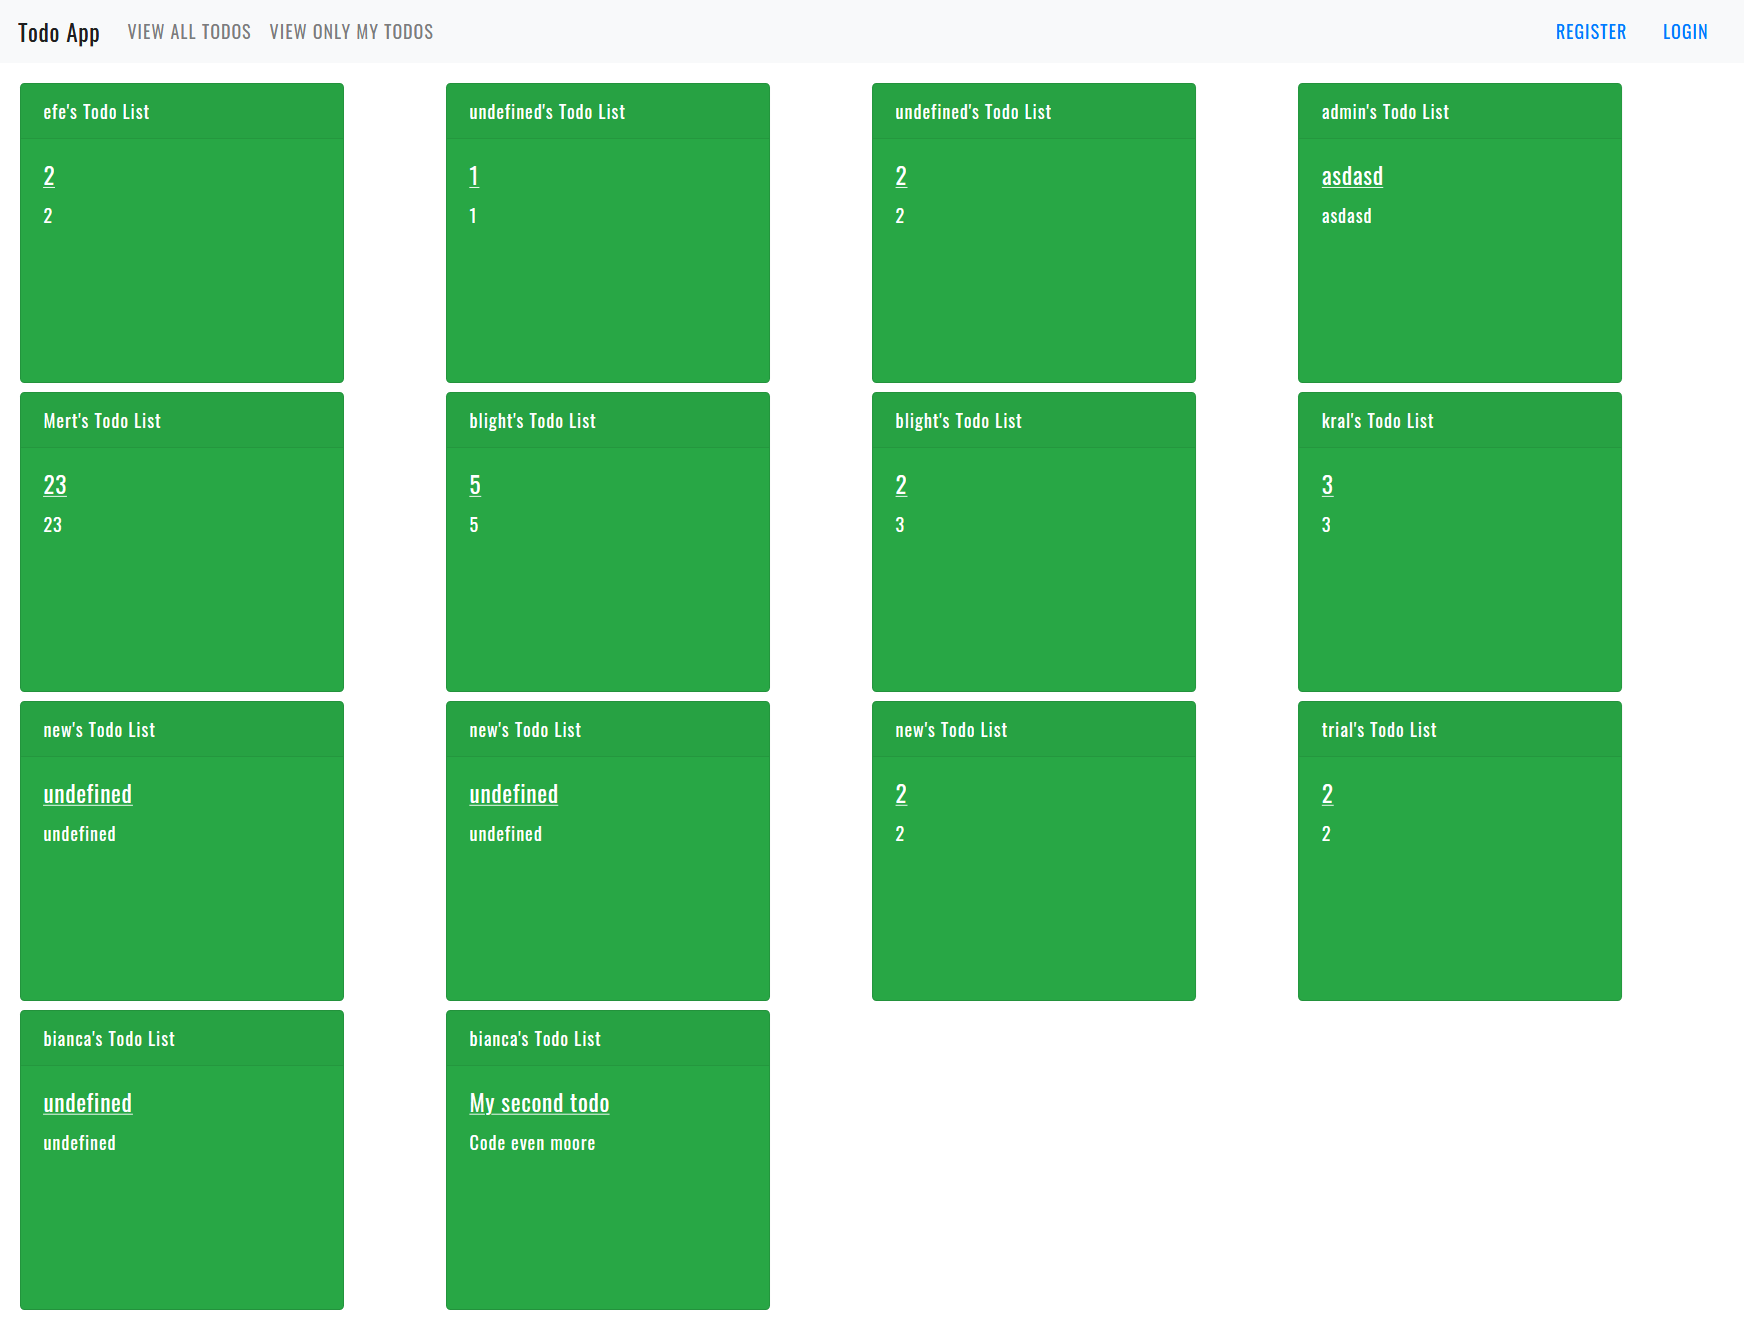 Todo App VIEW ALL TODOS VIEW ONLY MY TODOS REGISTER LOGIN
efe's Todo List
2
2
undefined's Todo List
1
1
undefined's Todo List
2
2
admin's Todo List
asdasd
asdasd
Mert's Todo List
23
23
blight's Todo List
5
5
blight's Todo List
2
3
kral's Todo List
3
3
new's Todo List
undefined
undefined
new's Todo List
undefined
undefined
new's Todo List
2
2
trial's Todo List
2
2
bianca's Todo List
undefined
undefined
bianca's Todo List
My second todo
Code even moore